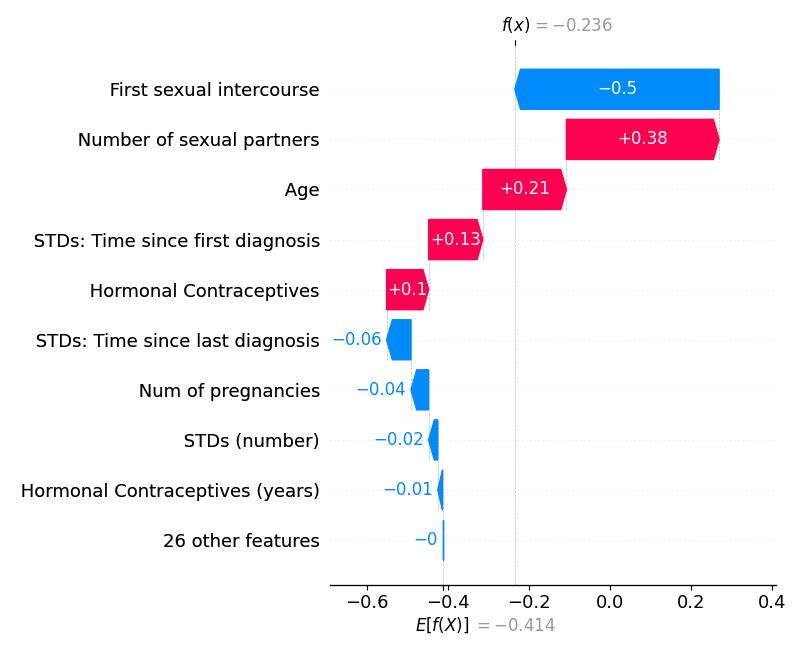 f(x) = −0.236
First sexual intercourse −0.5
Number of sexual partners +0.38
Age +0.21
STDs: Time since first diagnosis +0.13
Hormonal Contraceptives +0.1
STDs: Time since last diagnosis −0.06
Num of pregnancies −0.04
STDs (number) −0.02
Hormonal Contraceptives (years) −0.01
26 other features −0
−0.6 −0.4 −0.2 0.0 0.2 0.4
E[f(X)] = −0.414